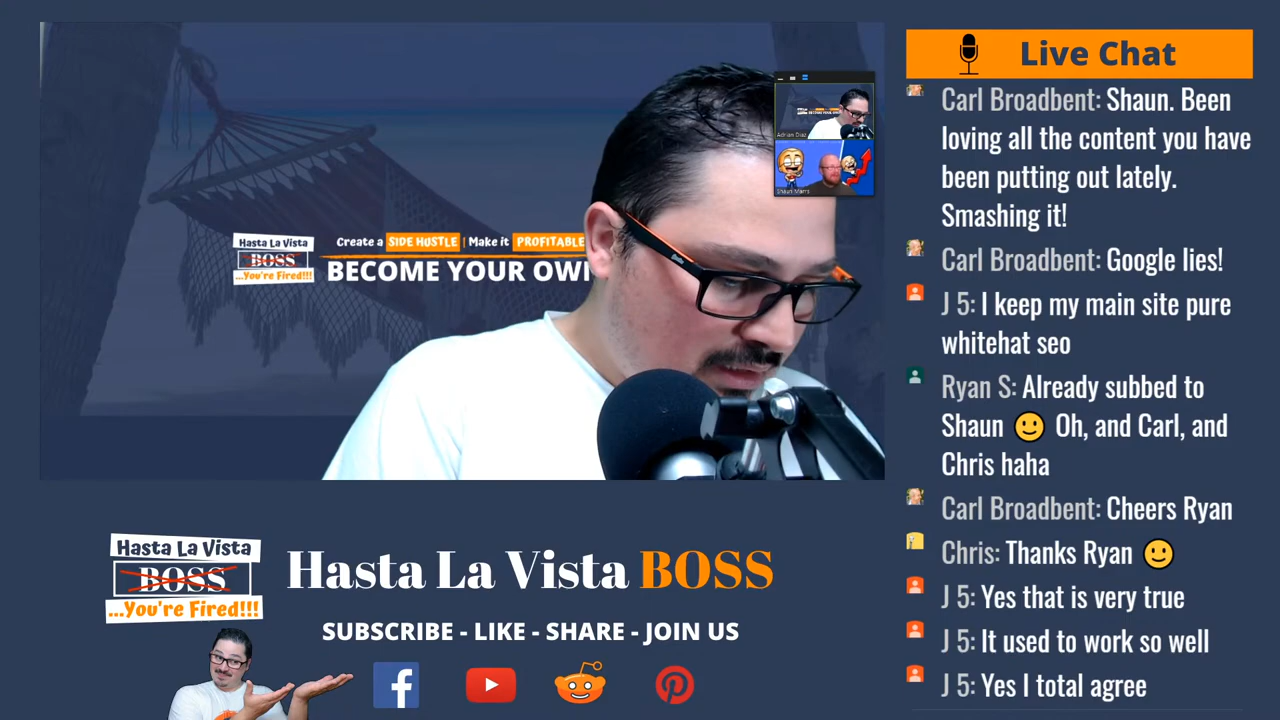 Hasta La Vista
BOSS
...You're Fired!!!
Create a SIDE HUSTLE | Make it PROFITABLE
BECOME YOUR OW
Adrian Diaz
Shaun Marrs
Live Chat
Carl Broadbent: Shaun. Been
loving all the content you have
been putting out lately.
Smashing it!
Carl Broadbent: Google lies!
J 5: I keep my main site pure
whitehat seo
Ryan S: Already subbed to
Shaun 🙂 Oh, and Carl, and
Chris haha
Carl Broadbent: Cheers Ryan
Chris: Thanks Ryan 🙂
J 5: Yes that is very true
J 5: It used to work so well
J 5: Yes I total agree
Hasta La Vista
BOSS
...You're Fired!!!
Hasta La Vista BOSS
SUBSCRIBE - LIKE - SHARE - JOIN US